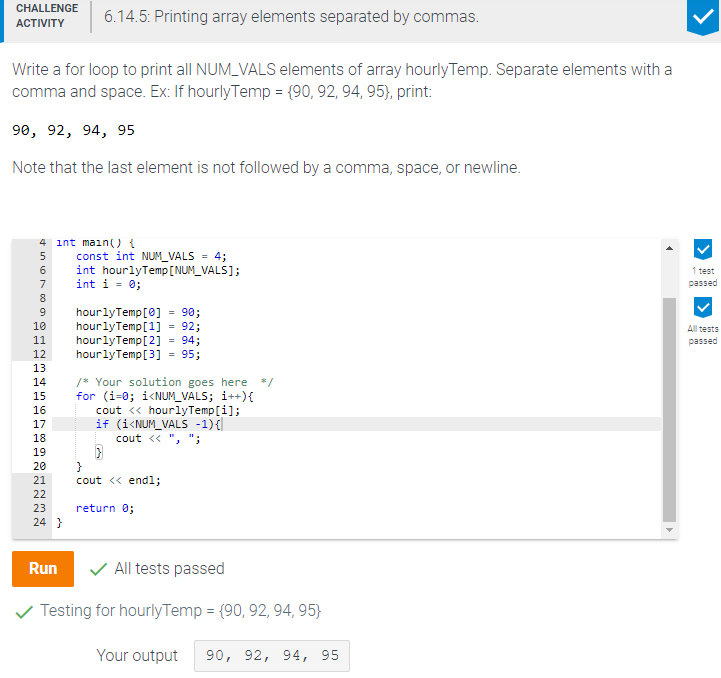 CHALLENGE
ACTIVITY
6.14.5: Printing array elements separated by commas.
Write a for loop to print all NUM_VALS elements of array hourlyTemp. Separate elements with a
comma and space. Ex: If hourlyTemp = {90, 92, 94, 95}, print:
90, 92, 94, 95
Note that the last element is not followed by a comma, space, or newline.
4 int main() {
5    const int NUM_VALS = 4;
6    int hourlyTemp[NUM_VALS];
7    int i = 0;
8
9    hourlyTemp[0] = 90;
10    hourlyTemp[1] = 92;
11    hourlyTemp[2] = 94;
12    hourlyTemp[3] = 95;
13
14    /* Your solution goes here  */
15    for (i=0; i<NUM_VALS; i++){
16       cout << hourlyTemp[i];
17       if (i<NUM_VALS -1){
18          cout << ", ";
19       }
20    }
21    cout << endl;
22
23    return 0;
24 }
1 test
passed
All tests
passed
Run
All tests passed
Testing for hourlyTemp = {90, 92, 94, 95}
Your output
90, 92, 94, 95